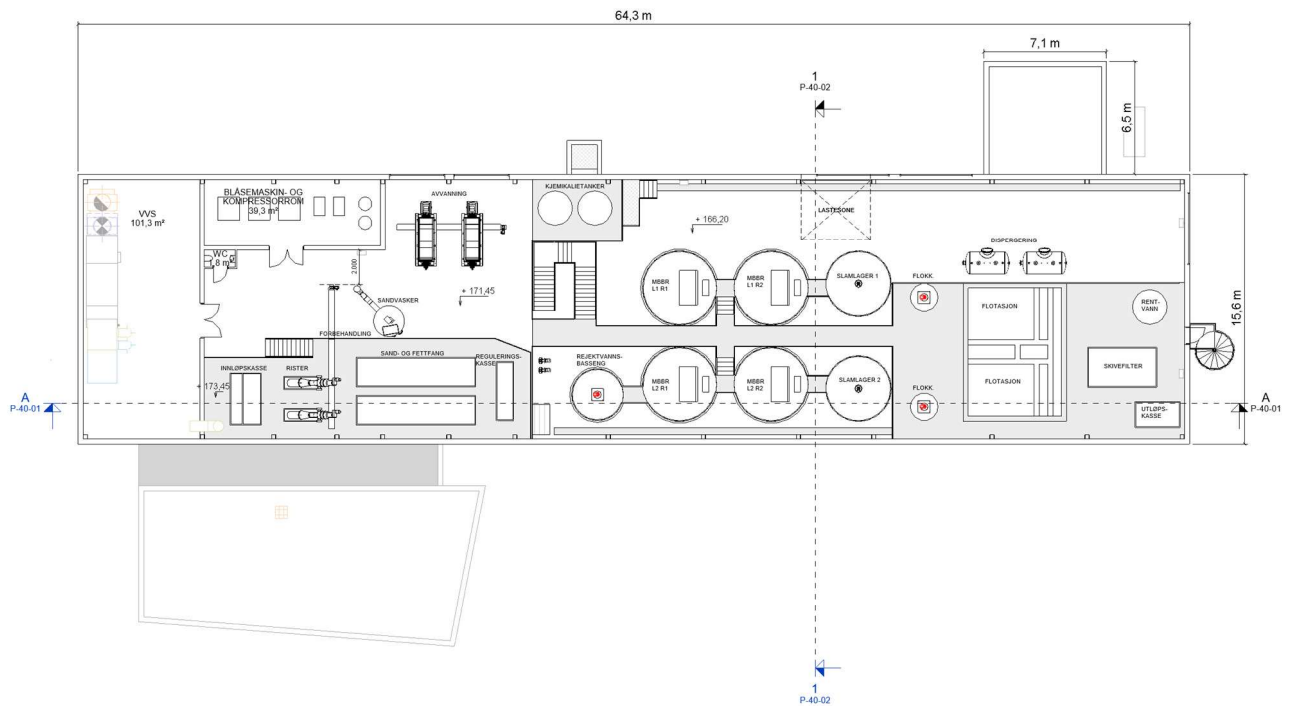 64,3 m
7,1 m
1
P-40-02
6,5 m
BLÅSEMASKIN- OG
KOMPRESSORROM
39,3 m²
AVVANNING
KJEMIKALIETANKER
VVS
101,3 m²
LASTESONE
+ 166,20
DISPERGERING
WC
2.000
MBBR
L1 R1
MBBR
L1 R2
SLAMLAGER 1
FLOKK.
+ 171,45
SANDVASKER
FLOTASJON
RENT-
VANN
15,6 m
FORBEHANDLING
SAND- OG FETTFANG
REGULERINGS-
KASSE
REJEKTVANNS-
BASSENG
INNLØPSKASSE
RISTER
MBBR
L2 R1
MBBR
L2 R2
SLAMLAGER 2
FLOKK.
FLOTASJON
SKIVEFILTER
+ 173,45
A
P-40-01
UTLØPS-
KASSE
A
P-40-01
1
P-40-02